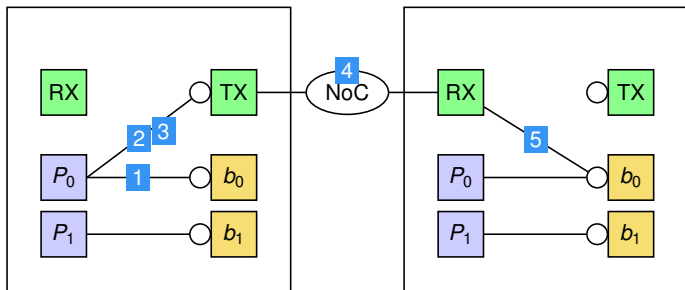 4
RX TX NoC RX TX
2 3 5
P₀ 1 b₀ P₀ b₀
P₁ b₁ P₁ b₁